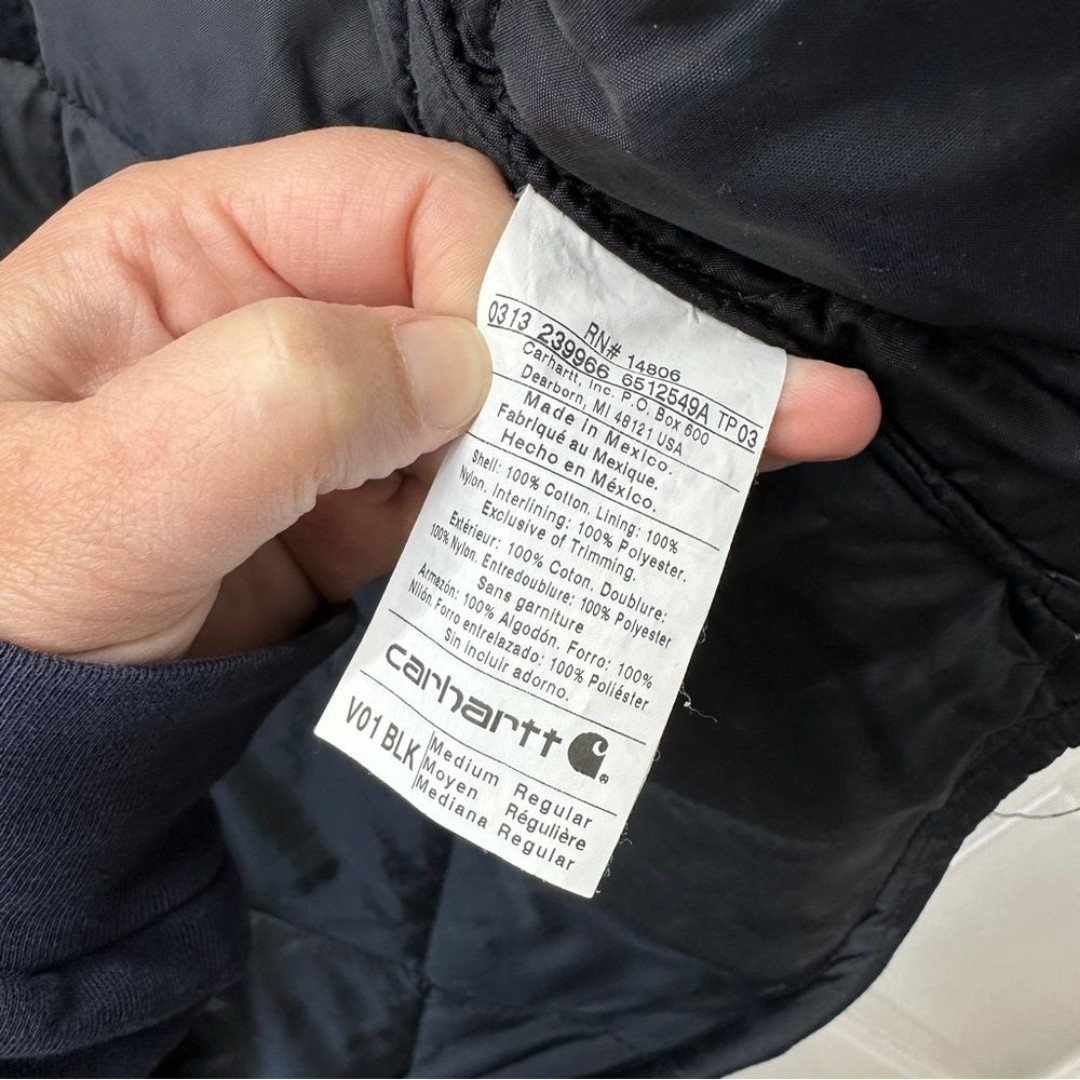 RN# 14806
0313 239966 6512549A TP03
Carhartt, Inc. P.O. Box 600
Dearborn, MI 48121 USA
Made in Mexico.
Fabriqué au Mexique.
Hecho en México.
Shell: 100% Cotton. Lining: 100%
Nylon. Interlining: 100% Polyester.
Exclusive of Trimming.
Extérieur: 100% Coton. Doublure:
100% Nylon. Entredoublure: 100% Polyester
Sans garniture
Armazón: 100% Algodón. Forro: 100%
Nilón. Forro entrelazado: 100% Poliéster
Sin incluir adorno.
carhartt
V01 BLK
Medium Regular
Moyen Régulière
Mediana Regular